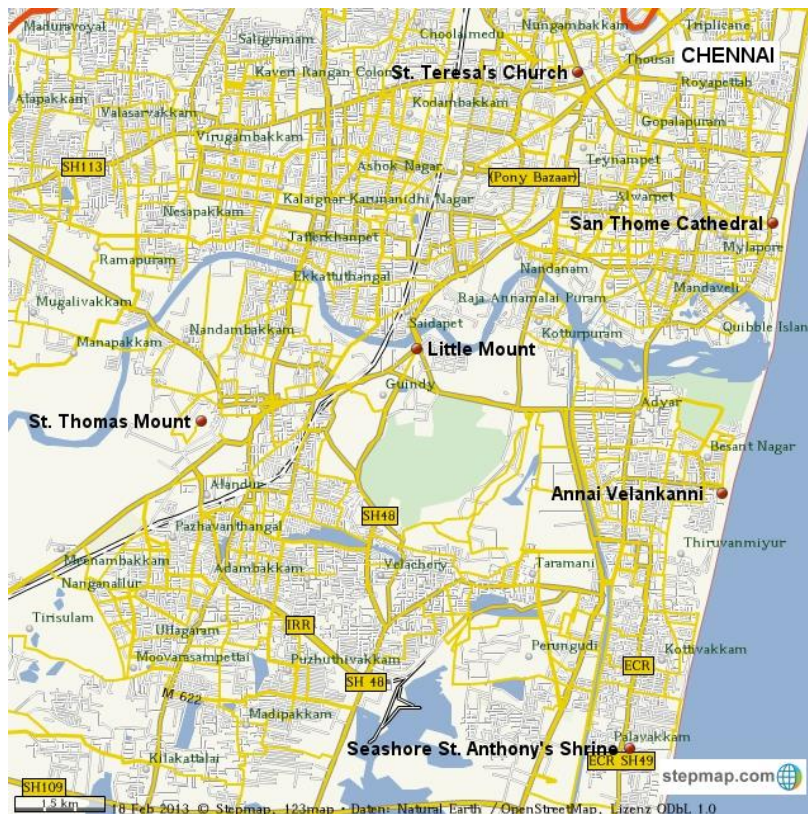 Maduravoyal
Saligramam
Choolaimedu
Nungambakkam
Triplicane
CHENNAI
Kaveri Rangan Colon
St. Teresa's Church
Thousan
Royapettah
Alapakkam
Valasarvakkam
Kodambakkam
Gopalapuram
Virugambakkam
SH113
Ashok Nagar
Teynampet
(Pony Bazaar)
Nesapakkam
Kalaignar Karunanidhi Nagar
Alwarpet
San Thome Cathedral
Jafferkhanpet
Mylapore
Ramapuram
Ekkattuthangal
Nandanam
Mandaveli
Mugalivakkam
Raja Annamalai Puram
Nandambakkam
Saidapet
Kotturpuram
Quibble Islan
Manapakkam
Little Mount
Guindy
Adyar
St. Thomas Mount
Besant Nagar
Alandur
Annai Velankanni
SH48
Pazhavanthangal
Thiruvanmiyur
Meenambakkam
Adambakkam
Velachery
Taramani
Nanganallur
Tirisulam
IRR
Ullagaram
Perungudi
Kottivakkam
Moovarasampettai
Puzhuthivakkam
ECR
SH 48
M 622
Madipakkam
Palavakkam
Seashore St. Anthony's Shrine
Kilakattalai
ECR SH49
stepmap.com
SH109
1.5 km
18 Feb 2013 © Stepmap, 123map • Daten: Natural Earth / OpenStreetMap, Lizenz ODbL 1.0